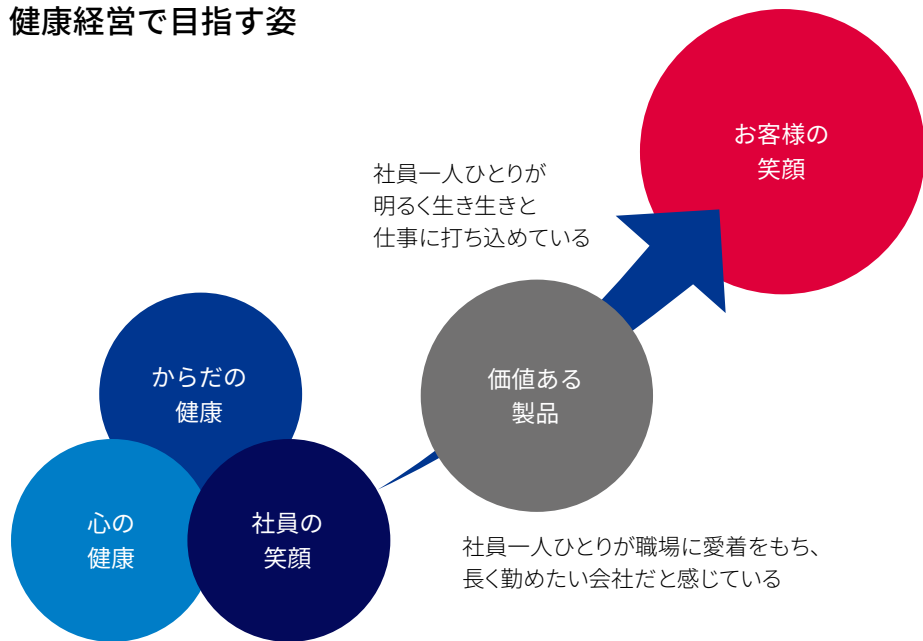 健康経営で目指す姿
お客様の
笑顔
社員一人ひとりが
明るく生き生きと
仕事に打ち込めている
からだの
健康
価値ある
製品
心の
健康
社員の
笑顔
社員一人ひとりが職場に愛着をもち、
長く勤めたい会社だと感じている